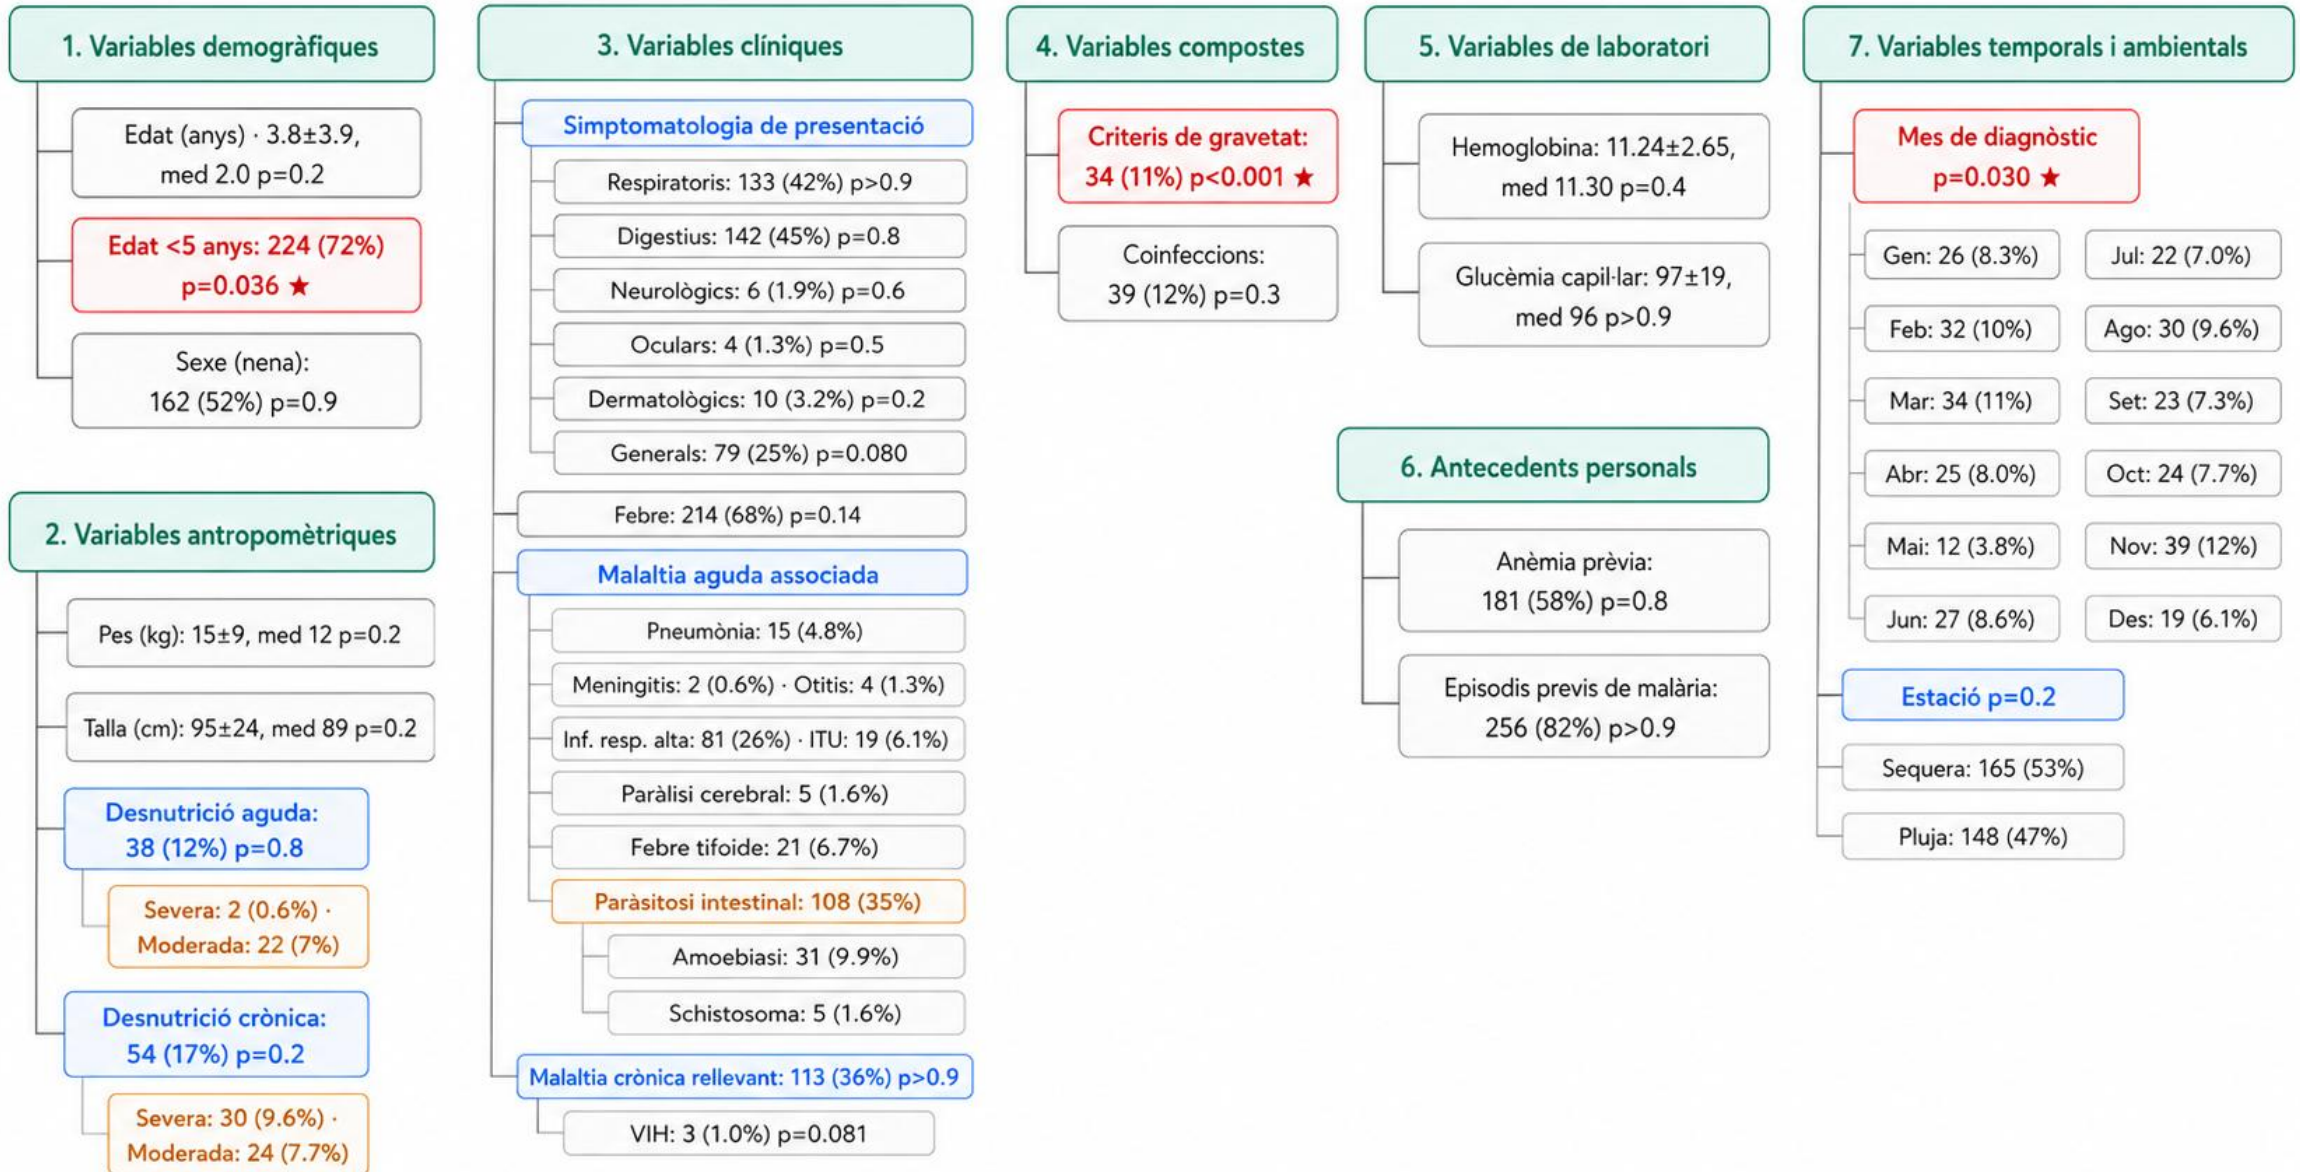 1. Variables demogràfiques
Edat (anys) · 3.8±3.9,
med 2.0 p=0.2
Edat <5 anys: 224 (72%)
p=0.036 ★
Sexe (nena):
162 (52%) p=0.9
2. Variables antropomètriques
Pes (kg): 15±9, med 12 p=0.2
Talla (cm): 95±24, med 89 p=0.2
Desnutrició aguda:
38 (12%) p=0.8
Severa: 2 (0.6%) ·
Moderada: 22 (7%)
Desnutrició crònica:
54 (17%) p=0.2
Severa: 30 (9.6%) ·
Moderada: 24 (7.7%)
3. Variables clíniques
Simptomatologia de presentació
Respiratoris: 133 (42%) p>0.9
Digestius: 142 (45%) p=0.8
Neurològics: 6 (1.9%) p=0.6
Oculars: 4 (1.3%) p=0.5
Dermatològics: 10 (3.2%) p=0.2
Generals: 79 (25%) p=0.080
Febre: 214 (68%) p=0.14
Malaltia aguda associada
Pneumònia: 15 (4.8%)
Meningitis: 2 (0.6%) · Otitis: 4 (1.3%)
Inf. resp. alta: 81 (26%) · ITU: 19 (6.1%)
Paràlisi cerebral: 5 (1.6%)
Febre tifoide: 21 (6.7%)
Paràsitosi intestinal: 108 (35%)
Amoebiasi: 31 (9.9%)
Schistosoma: 5 (1.6%)
Malaltia crònica rellevant: 113 (36%) p>0.9
VIH: 3 (1.0%) p=0.081
4. Variables compostes
Criteris de gravetat:
34 (11%) p<0.001 ★
Coinfeccions:
39 (12%) p=0.3
5. Variables de laboratori
Hemoglobina: 11.24±2.65,
med 11.30 p=0.4
Glucèmia capil·lar: 97±19,
med 96 p>0.9
6. Antecedents personals
Anèmia prèvia:
181 (58%) p=0.8
Episodis previs de malària:
256 (82%) p>0.9
7. Variables temporals i ambientals
Mes de diagnòstic
p=0.030 ★
Gen: 26 (8.3%)
Feb: 32 (10%)
Mar: 34 (11%)
Abr: 25 (8.0%)
Mai: 12 (3.8%)
Jun: 27 (8.6%)
Jul: 22 (7.0%)
Ago: 30 (9.6%)
Set: 23 (7.3%)
Oct: 24 (7.7%)
Nov: 39 (12%)
Des: 19 (6.1%)
Estació p=0.2
Sequera: 165 (53%)
Pluja: 148 (47%)